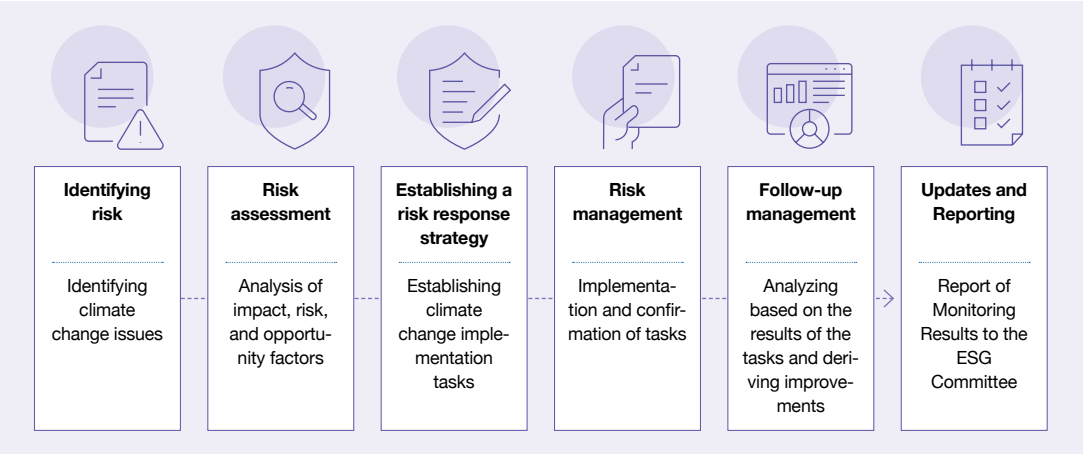 Identifying
risk
Identifying
climate
change issues
Risk
assessment
Analysis of
impact, risk,
and opportu-
nity factors
Establishing a
risk response
strategy
Establishing
climate
change imple-
mentation
tasks
Risk
management
Implementa-
tion and confir-
mation of tasks
Follow-up
management
Analyzing
based on the
results of the
tasks and deri-
ving improve-
ments
Updates and
Reporting
Report of
Monitoring
Results to the
ESG
Committee